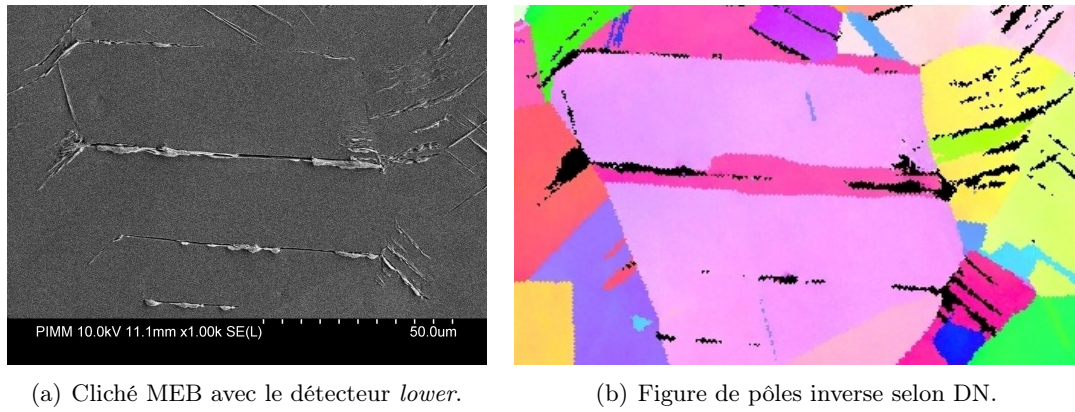 PIMM 10.0kV 11.1mm x1.00k SE(L) 50.0um
(a) Cliché MEB avec le détecteur lower.
(b) Figure de pôles inverse selon DN.